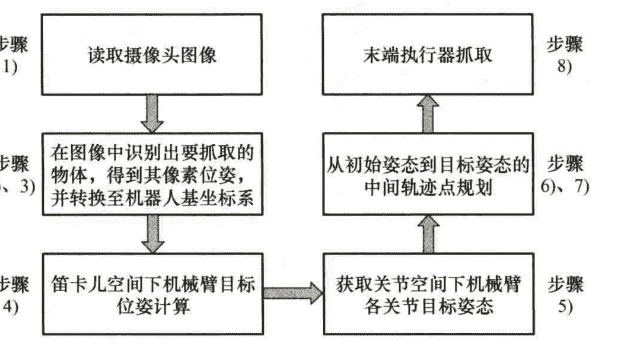 步骤
1)
读取摄像头图像
步骤
、3)
在图像中识别出要抓取的
物体，得到其像素位姿，
并转换至机器人基坐标系
步骤
4)
笛卡儿空间下机械臂目标
位姿计算
获取关节空间下机械臂
各关节目标姿态
步骤
5)
从初始姿态到目标姿态的
中间轨迹点规划
步骤
6)、7)
末端执行器抓取
步骤
8)